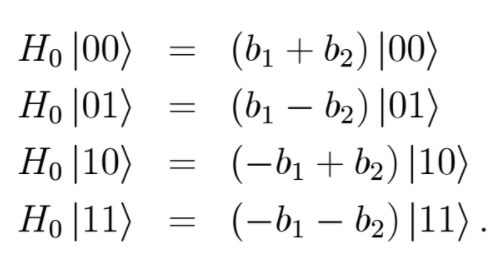 H₀ |00⟩ = (b₁ + b₂) |00⟩
H₀ |01⟩ = (b₁ − b₂) |01⟩
H₀ |10⟩ = (−b₁ + b₂) |10⟩
H₀ |11⟩ = (−b₁ − b₂) |11⟩ .